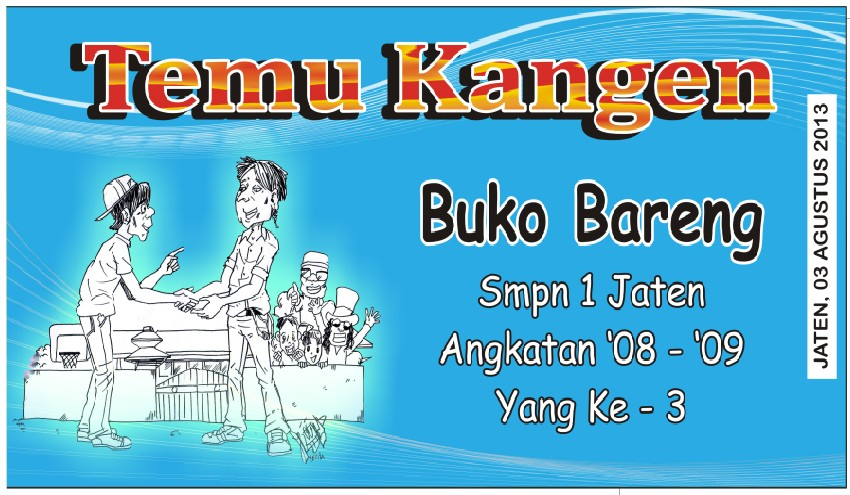 Temu Kangen
Buko Bareng
Smpn 1 Jaten
Angkatan '08 - '09
Yang Ke - 3
JATEN, 03 AGUSTUS 2013